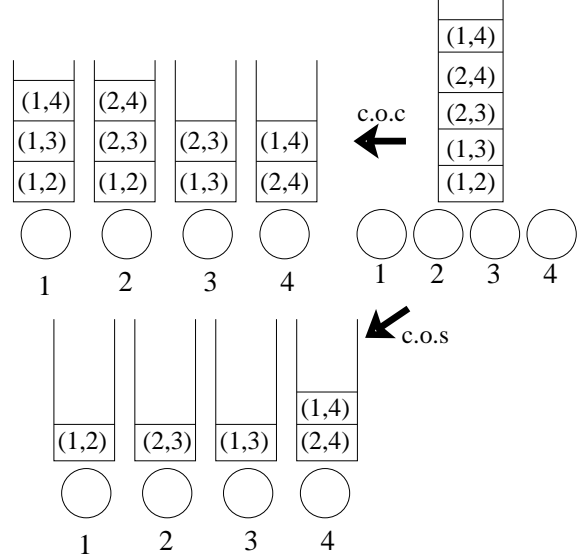 (1,4) (2,4)
(1,3) (2,3) (2,3) (1,4)
(1,2) (1,2) (1,3) (2,4)
1 2 3 4
c.o.c
(1,4)
(2,4)
(2,3)
(1,3)
(1,2)
1 2 3 4
c.o.s
(1,4)
(1,2) (2,3) (1,3) (2,4)
1 2 3 4